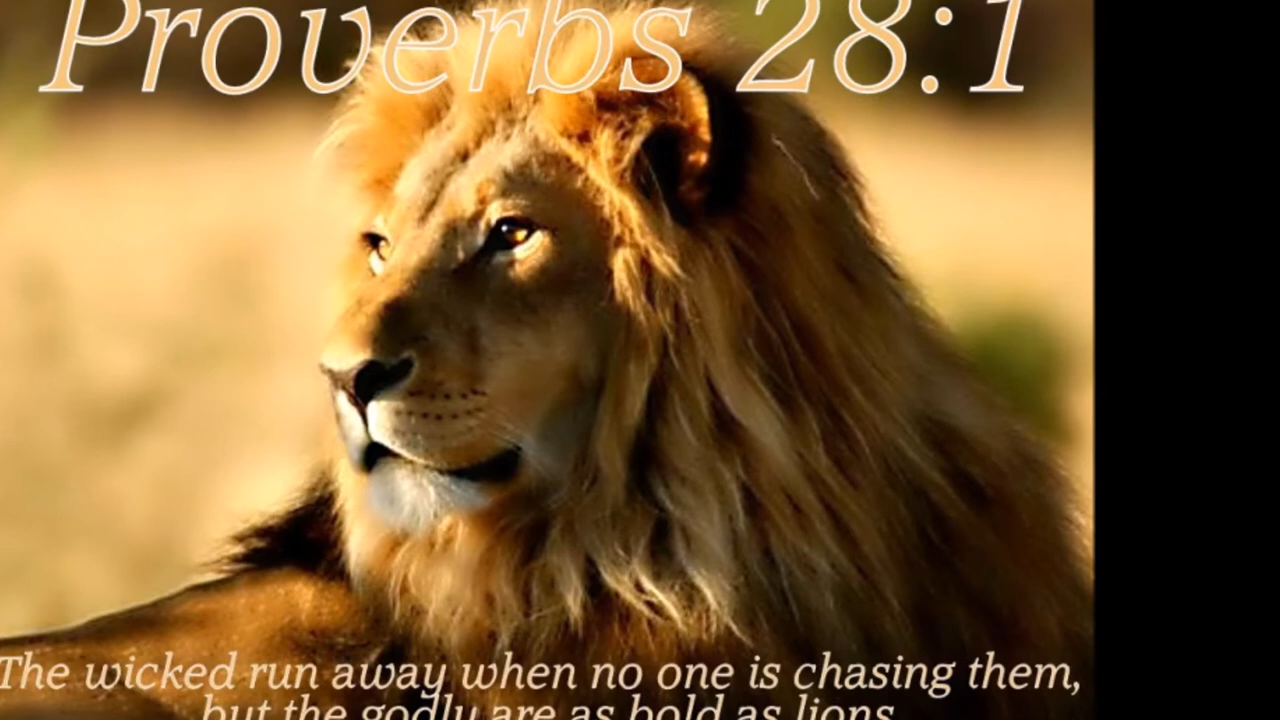 Proverbs 28:1
The wicked run away when no one is chasing them,
but the godly are as bold as lions